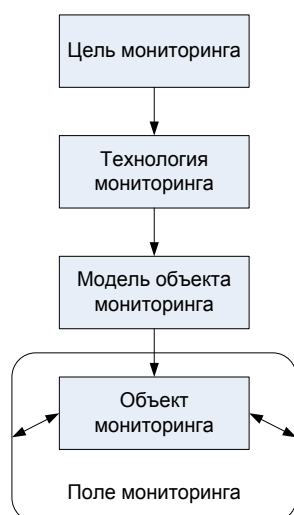 Цель мониторинга
Технология
мониторинга
Модель объекта
мониторинга
Объект
мониторинга
Поле мониторинга